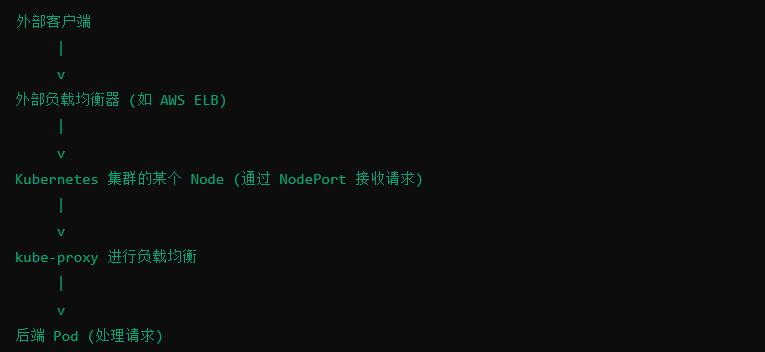 外部客户端
|
v
外部负载均衡器 (如 AWS ELB)
|
v
Kubernetes 集群的某个 Node (通过 NodePort 接收请求)
|
v
kube-proxy 进行负载均衡
|
v
后端 Pod (处理请求)